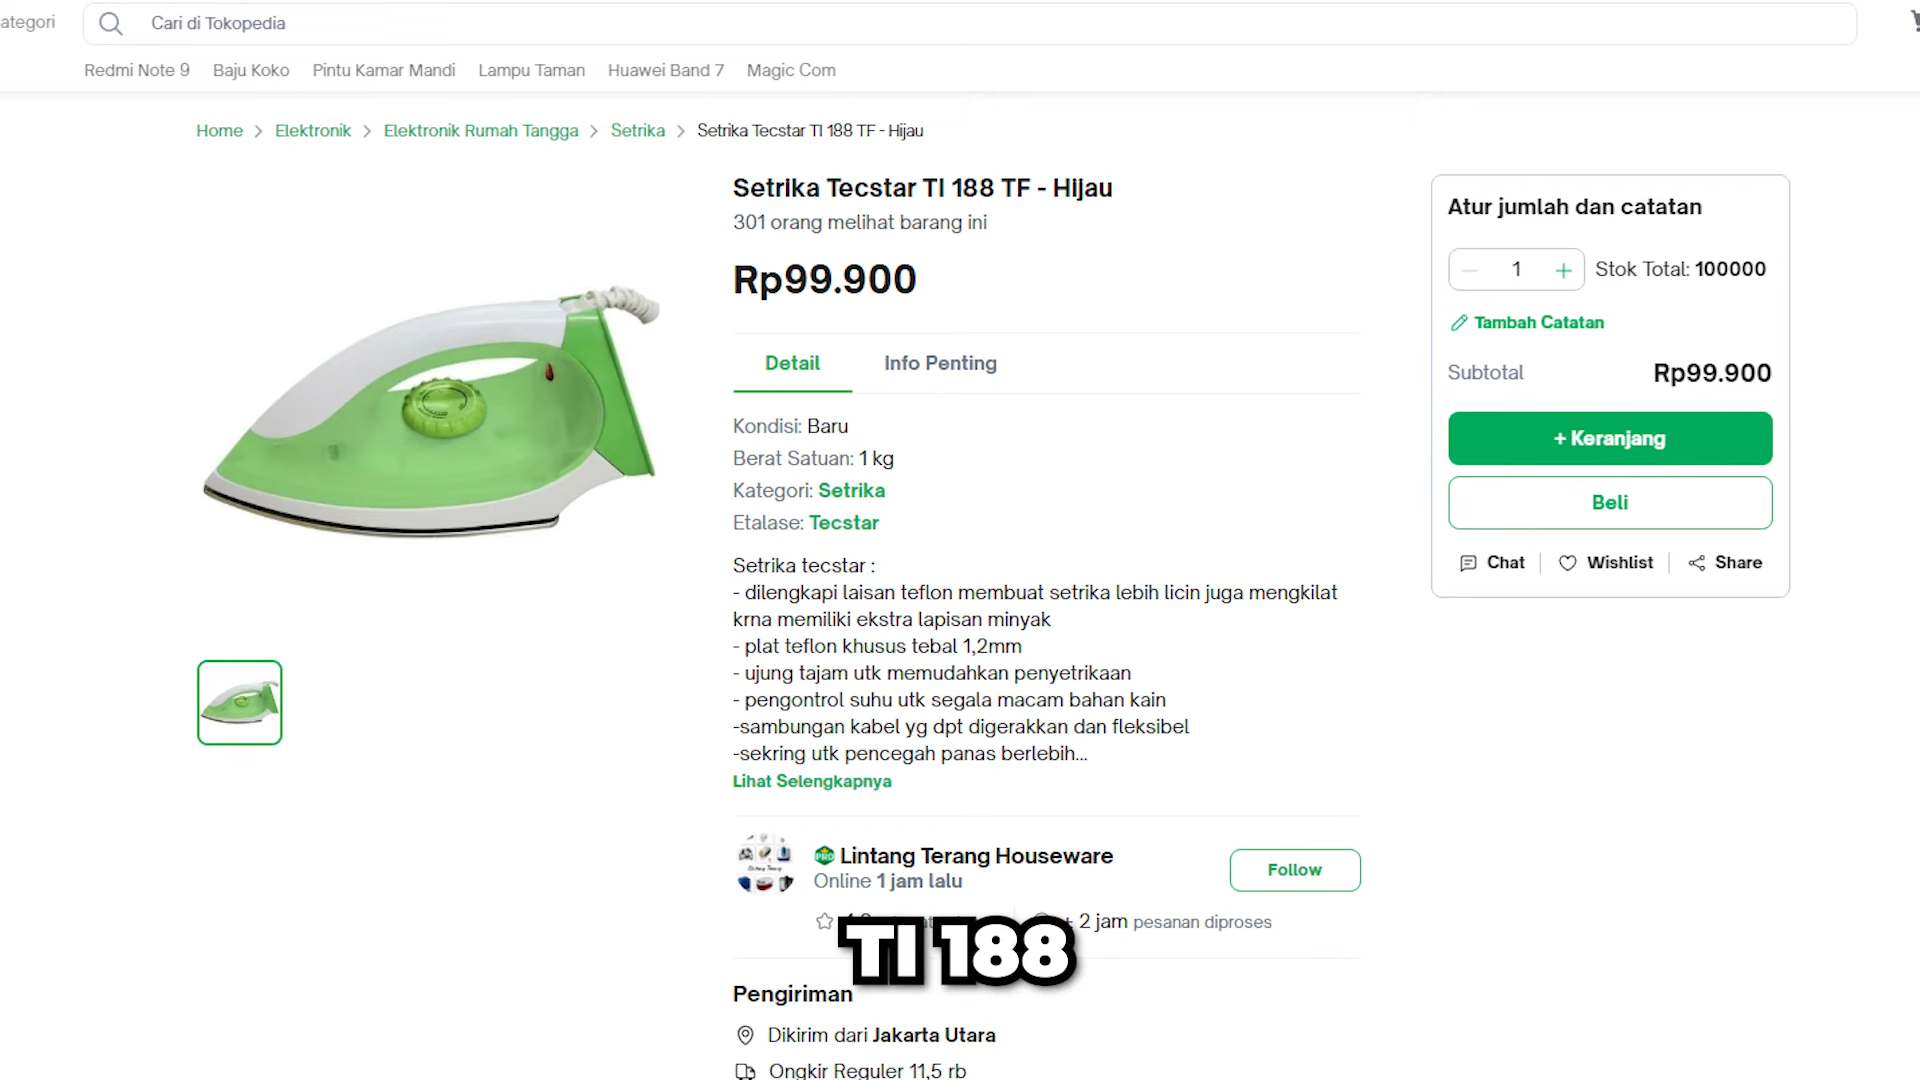 ategori
Cari di Tokopedia
Redmi Note 9 Baju Koko Pintu Kamar Mandi Lampu Taman Huawei Band 7 Magic Com
Home > Elektronik > Elektronik Rumah Tangga > Setrika > Setrika Tecstar TI 188 TF - Hijau
Setrika Tecstar TI 188 TF - Hijau
301 orang melihat barang ini
Rp99.900
Detail Info Penting
Kondisi: Baru
Berat Satuan: 1 kg
Kategori: Setrika
Etalase: Tecstar
Setrika tecstar :
- dilengkapi laisan teflon membuat setrika lebih licin juga mengkilat
krna memiliki ekstra lapisan minyak
- plat teflon khusus tebal 1,2mm
- ujung tajam utk memudahkan penyetrikaan
- pengontrol suhu utk segala macam bahan kain
-sambungan kabel yg dpt digerakkan dan fleksibel
-sekring utk pencegah panas berlebih...
Lihat Selengkapnya
PRO Lintang Terang Houseware
Online 1 jam lalu
Follow
2 jam pesanan diproses
TI 188
Pengiriman
Dikirim dari Jakarta Utara
Ongkir Reguler 11,5 rb
Atur jumlah dan catatan
1 + Stok Total: 100000
Tambah Catatan
Subtotal Rp99.900
+ Keranjang
Beli
Chat Wishlist Share